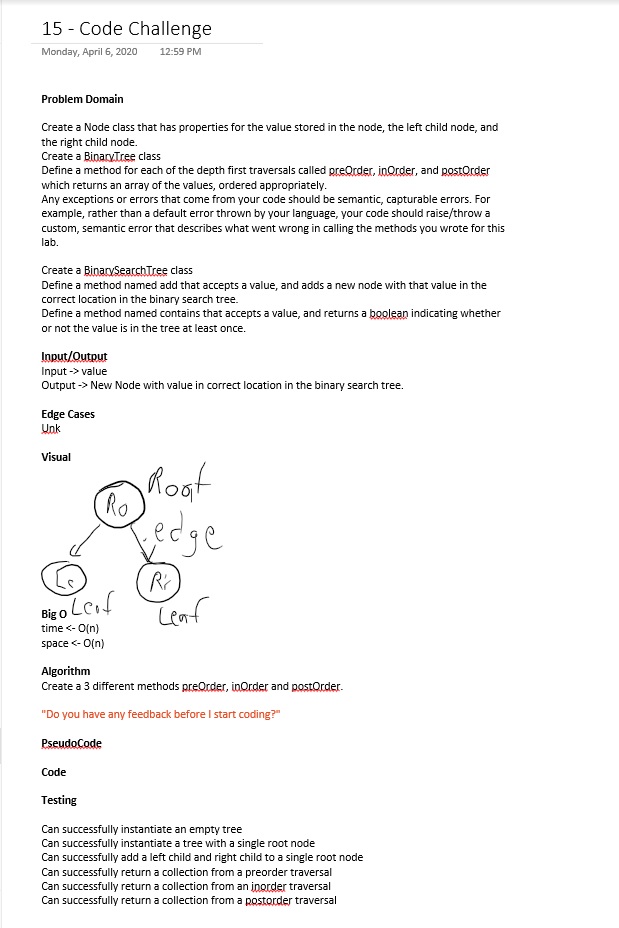 15 - Code Challenge
Monday, April 6, 2020 12:59 PM
Problem Domain
Create a Node class that has properties for the value stored in the node, the left child node, and
the right child node.
Create a BinaryTree class
Define a method for each of the depth first traversals called preOrder, inOrder, and postOrder
which returns an array of the values, ordered appropriately.
Any exceptions or errors that come from your code should be semantic, capturable errors. For
example, rather than a default error thrown by your language, your code should raise/throw a
custom, semantic error that describes what went wrong in calling the methods you wrote for this
lab.
Create a BinarySearchTree class
Define a method named add that accepts a value, and adds a new node with that value in the
correct location in the binary search tree.
Define a method named contains that accepts a value, and returns a boolean indicating whether
or not the value is in the tree at least once.
Input/Output
Input -> value
Output -> New Node with value in correct location in the binary search tree.
Edge Cases
Unk
Visual
Root
Ro
edge
Le
Ri
Leaf
Leaf
Big O
time <- O(n)
space <- O(n)
Algorithm
Create a 3 different methods preOrder, inOrder and postOrder.
"Do you have any feedback before I start coding?"
PseudoCode
Code
Testing
Can successfully instantiate an empty tree
Can successfully instantiate a tree with a single root node
Can successfully add a left child and right child to a single root node
Can successfully return a collection from a preorder traversal
Can successfully return a collection from an inorder traversal
Can successfully return a collection from a postorder traversal